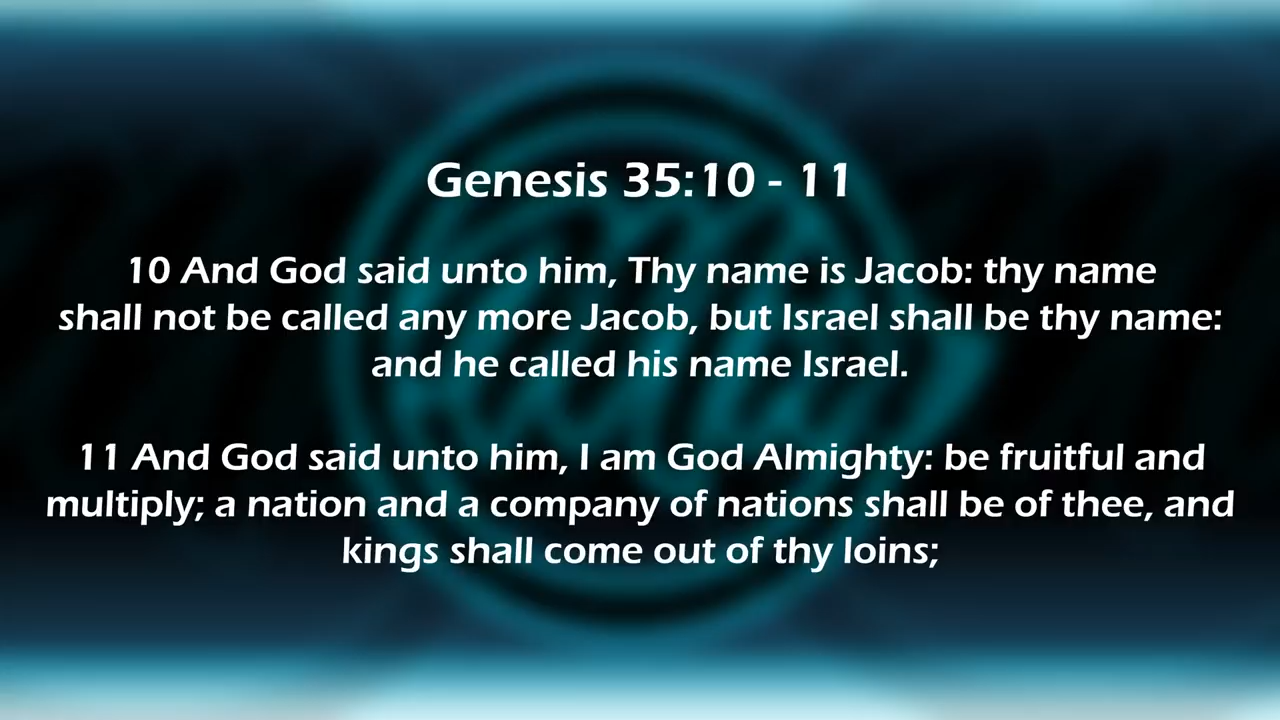 Genesis 35:10 - 11
10 And God said unto him, Thy name is Jacob: thy name
shall not be called any more Jacob, but Israel shall be thy name:
and he called his name Israel.
11 And God said unto him, I am God Almighty: be fruitful and
multiply; a nation and a company of nations shall be of thee, and
kings shall come out of thy loins;